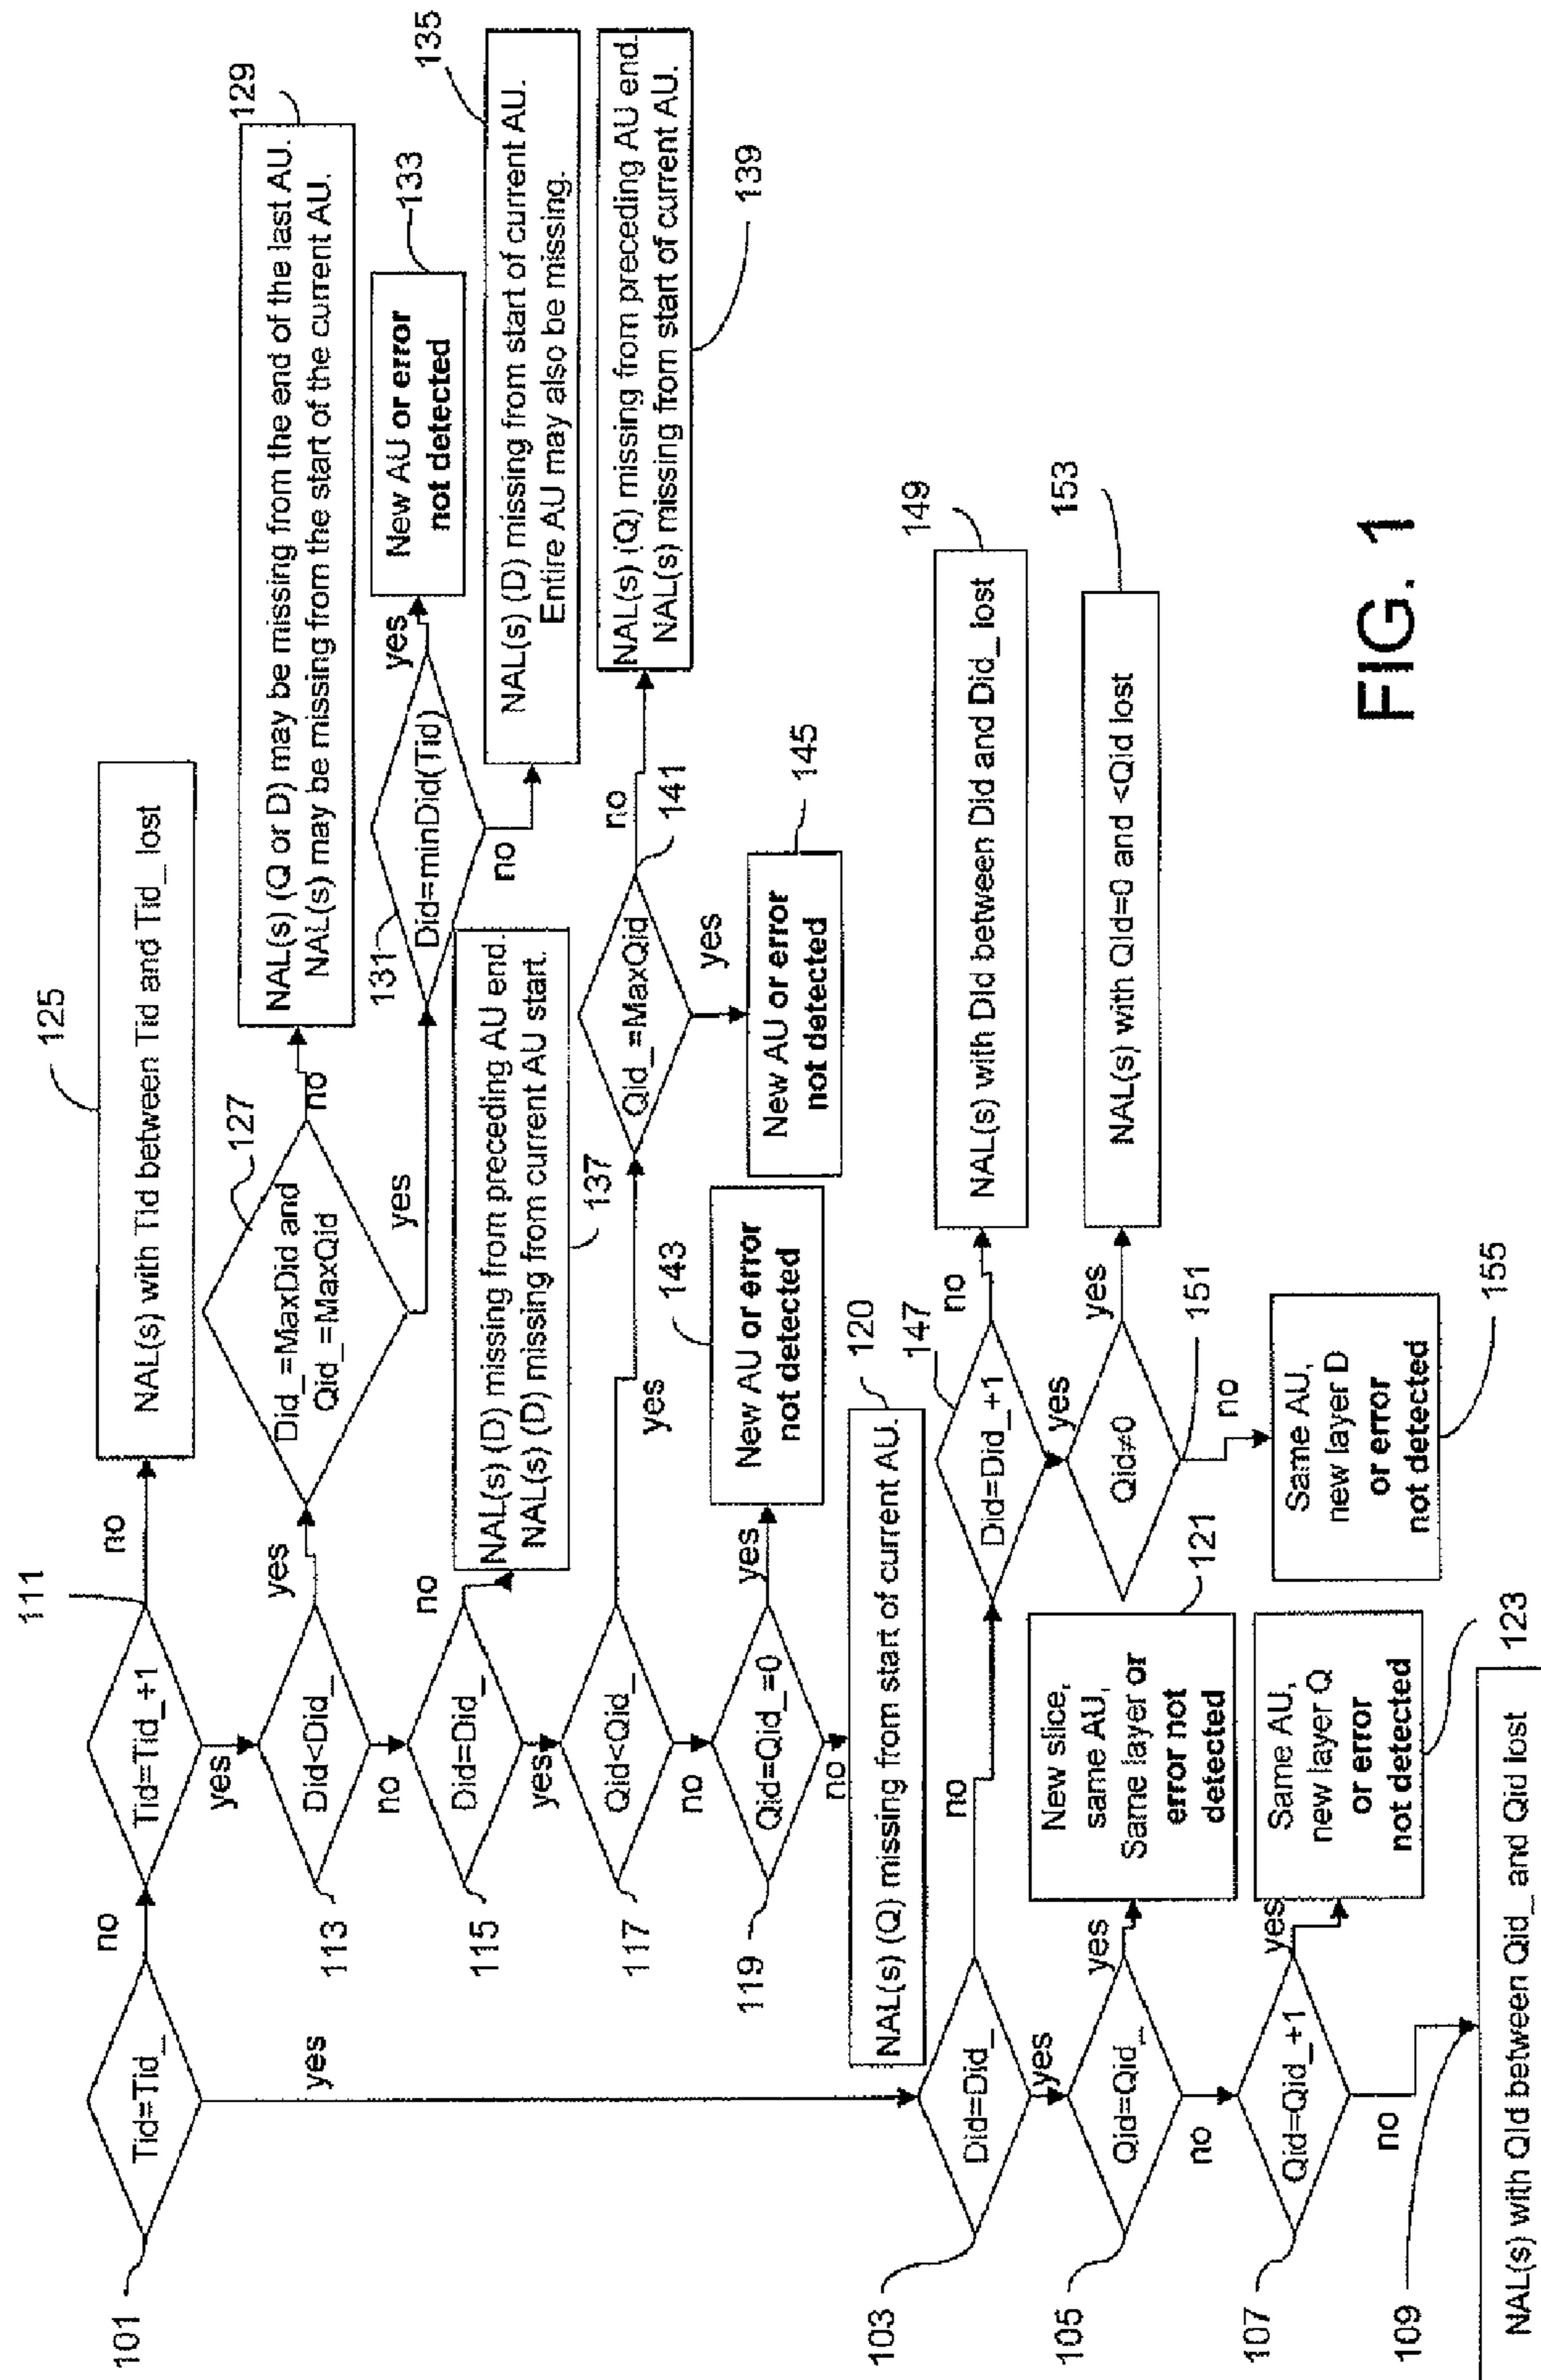 101
Tid=Tid_
no
yes
111
Tid=Tid_+1
no
yes
125
NAL(s) with Tid between Tid and Tid_ lost
113
Did<Did_
yes
no
127
Did_=MaxDid and
Qid_=MaxQid
no
yes
129
NAL(s) (Q or D) may be missing from the end of the last AU.
NAL(s) may be missing from the start of the current AU.
131
Did=minDid(Tid)
yes
no
133
New AU or error
not detected
135
NAL(s) (D) missing from start of current AU.
Entire AU may also be missing.
115
Did=Did_
no
yes
NAL(s) (D) missing from preceding AU end.
NAL(s) (D) missing from current AU start.
137
117
Qid<Qid_
yes
no
Qid_=MaxQid
141
no
yes
NAL(s) (Q) missing from preceding AU end.
NAL(s) missing from start of current AU.
139
145
New AU or error
not detected
119
Qid=Qid_=0
yes
no
143
New AU or error
not detected
120
NAL(s) (Q) missing from start of current AU.
103
Did=Did_
no
yes
147
Did=Did_+1
no
yes
149
NAL(s) with Did between Did and Did_ lost
Qid≠0
151
yes
no
153
NAL(s) with Qid=0 and <Qid lost
Same AU,
new layer D
or error
not detected
155
105
Qid=Qid_
yes
no
New slice,
same AU,
Same layer or
error not
detected
121
107
Qid=Qid_+1
yes
no
Same AU,
new layer Q
or error
not detected
123
109
NAL(s) with Qid between Qid_ and Qid lost
FIG. 1